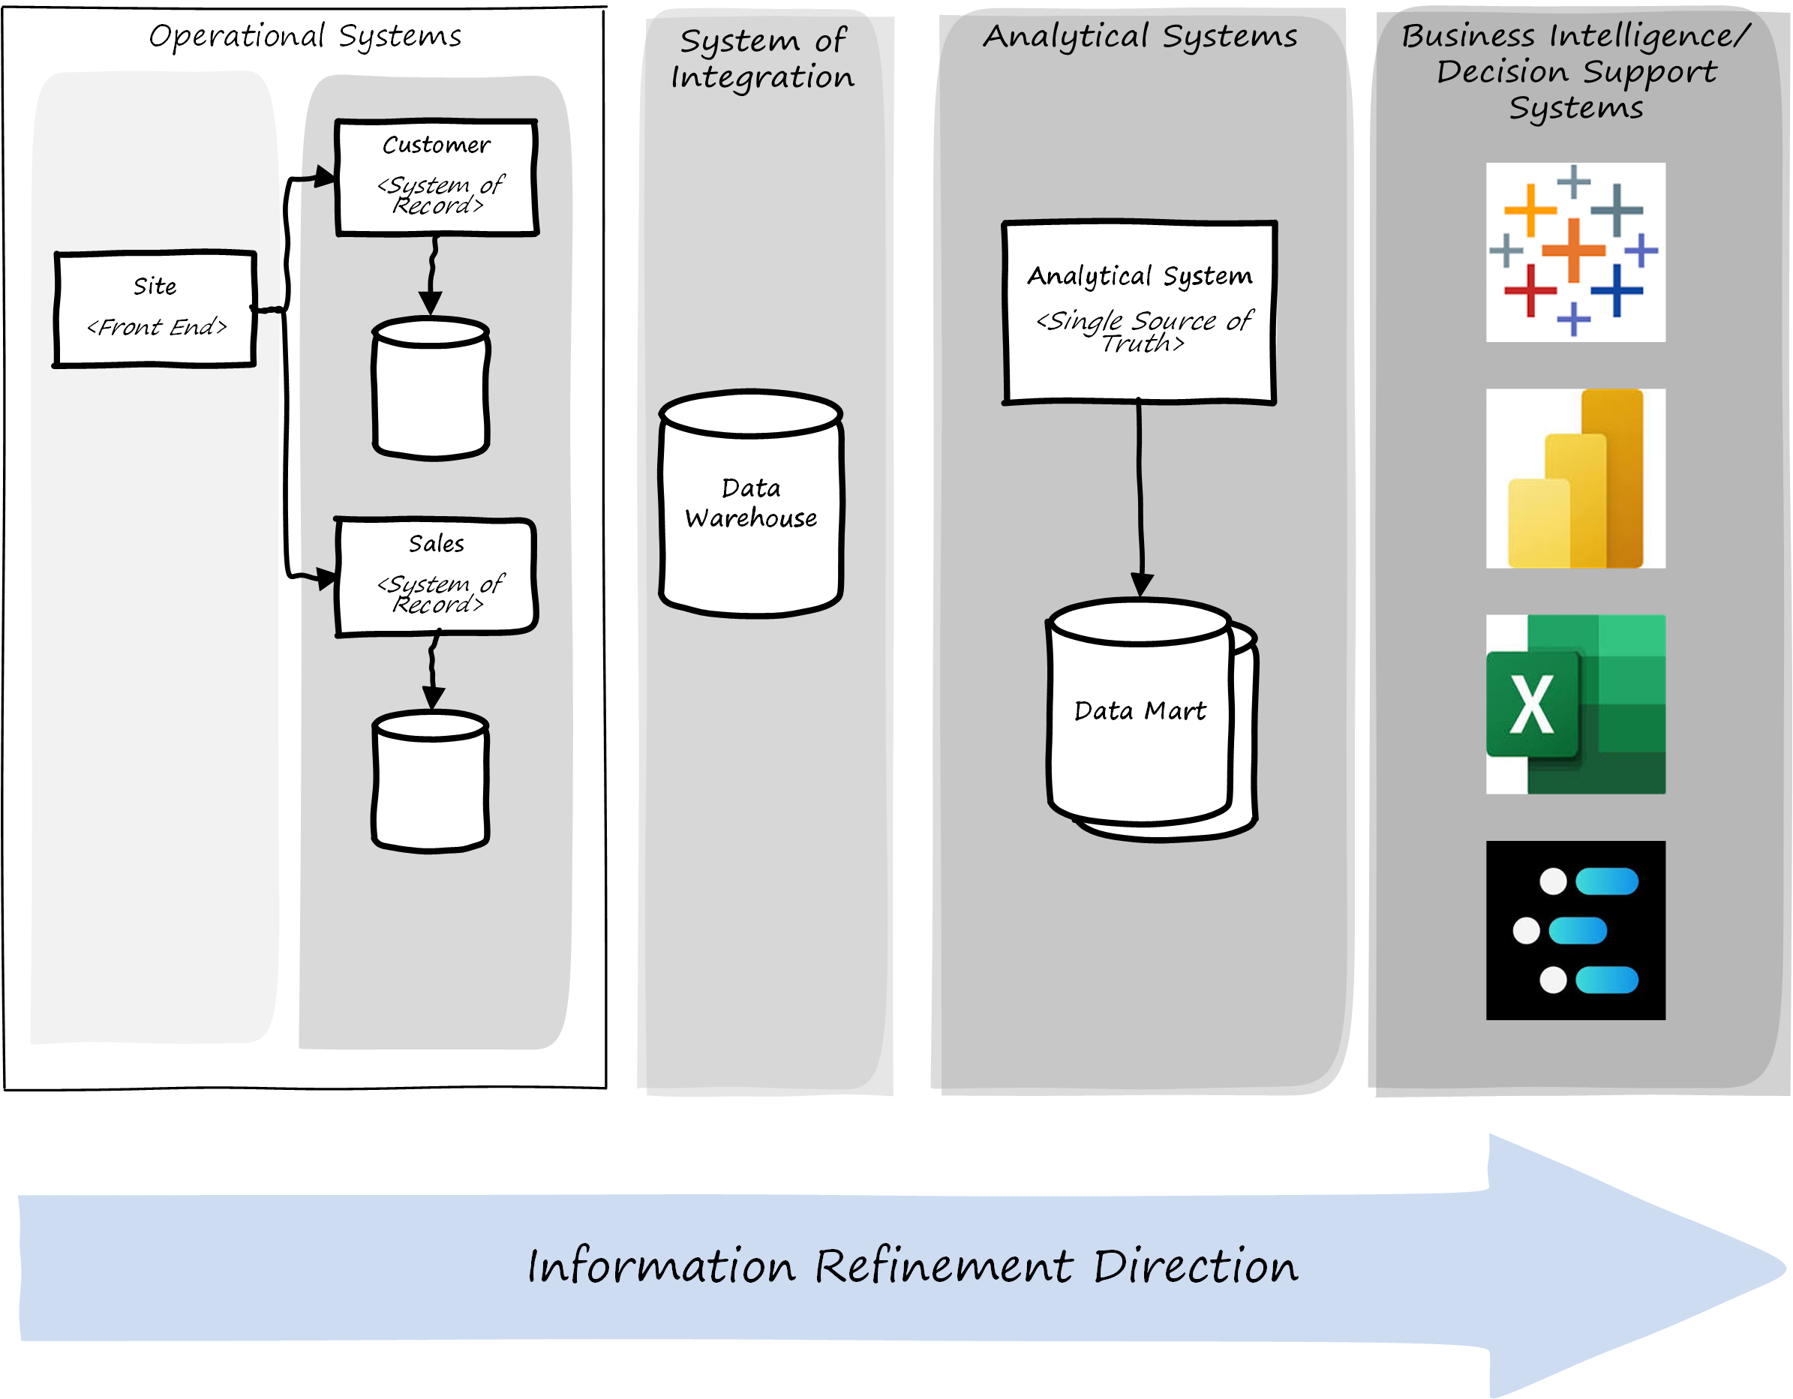 Operational Systems
Customer
<System of
Record>
Site
<Front End>
Sales
<System of
Record>
System of
Integration
Data
Warehouse
Analytical Systems
Analytical System
<Single Source of
Truth>
Data Mart
Business Intelligence/
Decision Support
Systems
X
Information Refinement Direction